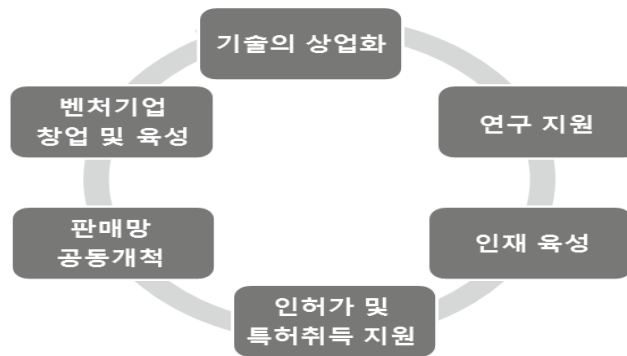 기술의 상업화
벤처기업
창업 및 육성
연구 지원
판매망
공동개척
인재 육성
인허가 및
특허취득 지원